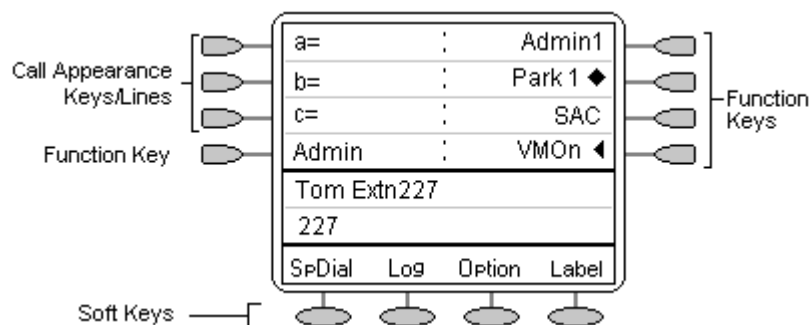 a= Admin1
Call Appearance Keys/Lines
b= Park 1 ◆
c= SAC
Function Keys
Function Key
Admin VMOn ◀
Tom Extn227
227
SpDial Log Option Label
Soft Keys